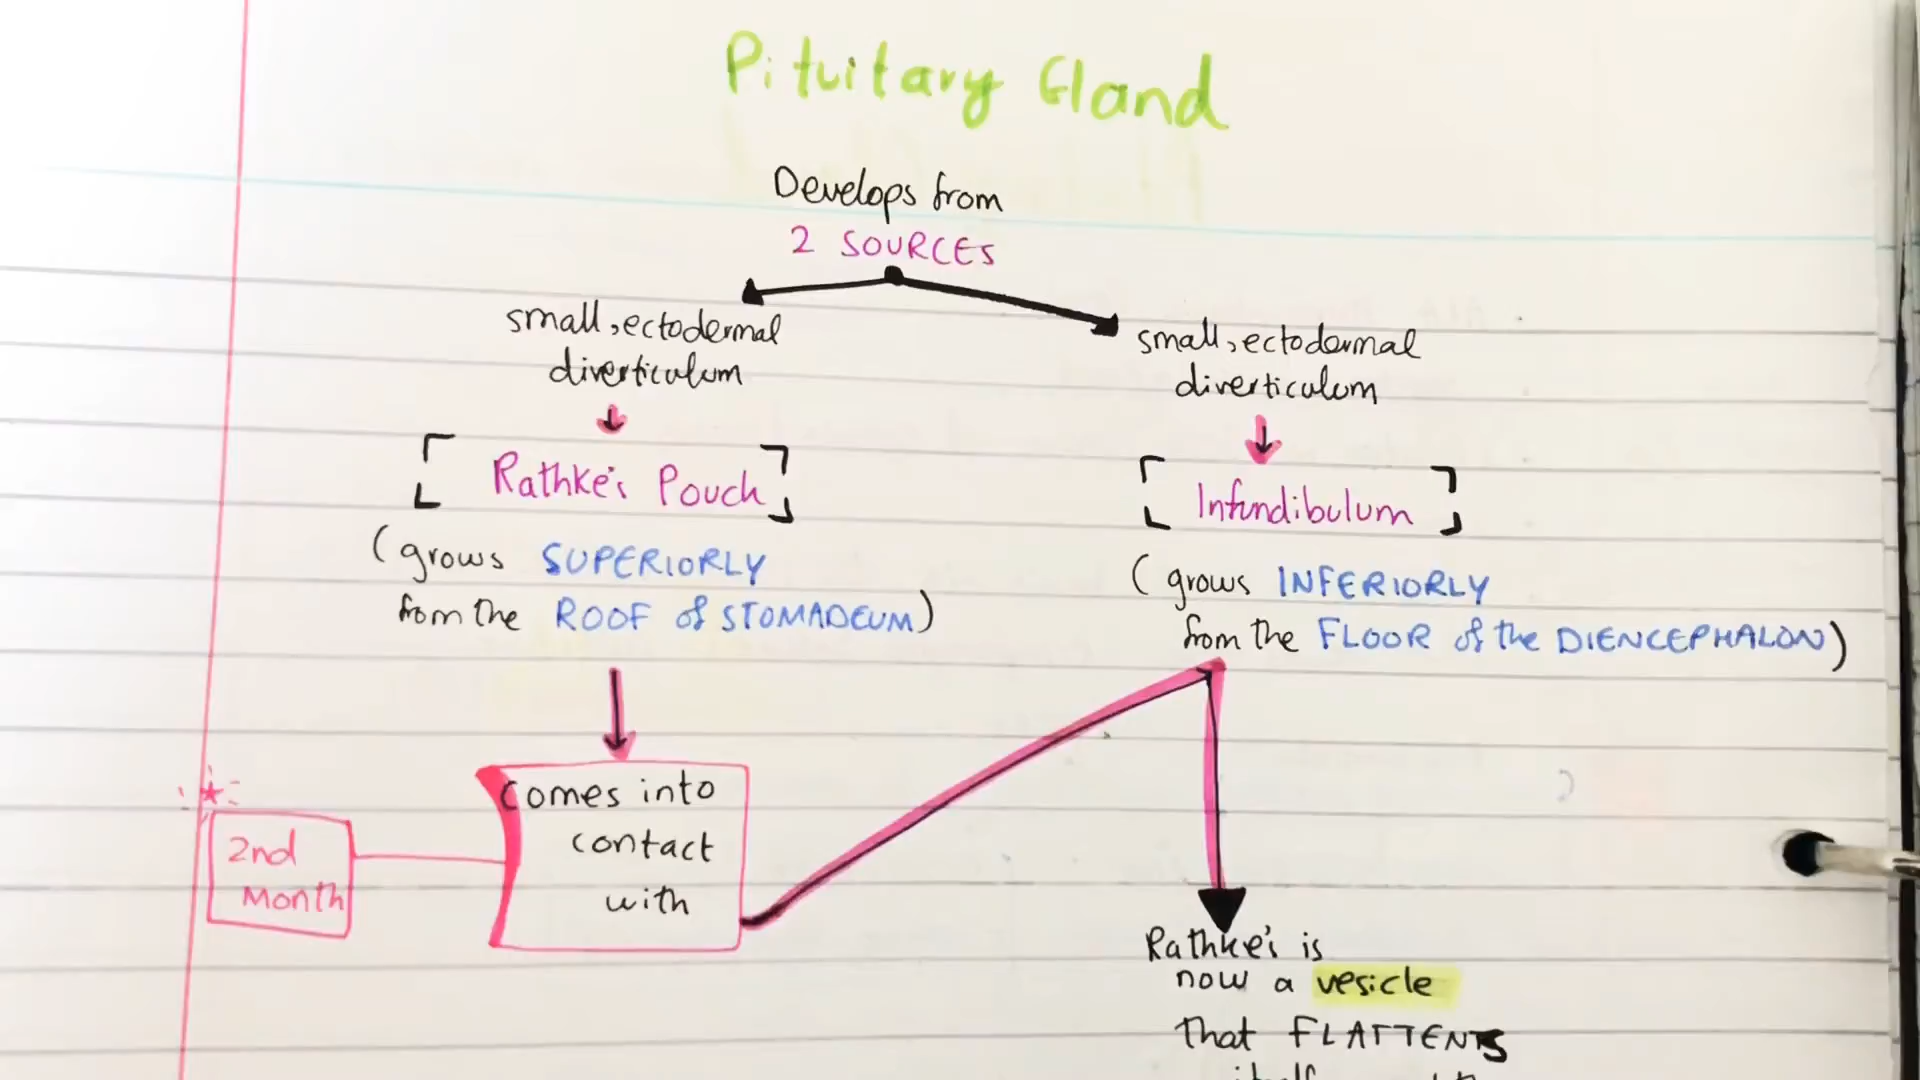 Pituitary Gland
Develops from
2 SOURCES
small, ectodermal
diverticulum
Rathke's Pouch
(grows SUPERIORLY
from the ROOF of STOMADEUM)
small, ectodermal
diverticulum
Infundibulum
(grows INFERIORLY
from the FLOOR of the DIENCEPHALON)
2nd
Month
Comes into
contact
with
Rathke's is
now a vesicle
that FLATTENS
itself